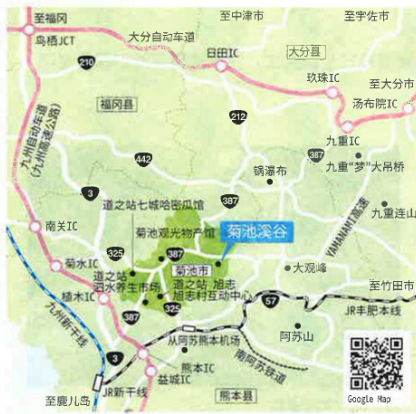 至福冈
至中津市
至宇佐市
鸟栖JCT
大分自动车道
大分县
日田IC
210
玖珠IC
至大分市
福冈县
汤布院IC
212
九州自动车道
(九州高速公路)
九重IC
442
387
锅瀑布
九重“梦”大吊桥
3
387
道之站七城哈密瓜馆
九重连山
南关IC
菊池观光物产馆
菊池溪谷
YAMANAMI高速
325
387
菊水IC
菊池市
大观峰
道之站
泗水养生市场
道之站 旭志
旭志村互动中心
至竹田市
植木IC
325
57
九州新干线
387
JR丰肥本线
从阿苏熊本机场
阿苏山
3
熊本IC
南阿苏铁道
益城IC
JR新干线
至鹿儿岛
熊本县
Google Map